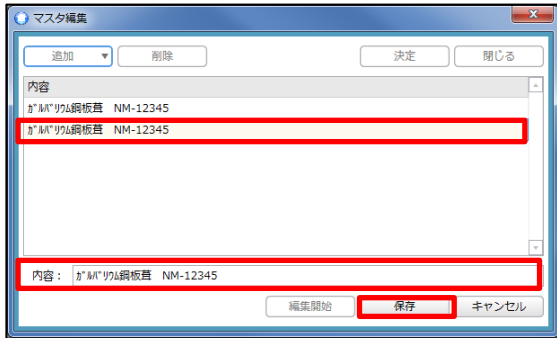 マスタ編集
追加 ▼ 削除 決定 閉じる
内容
ｶﾞﾙﾊﾞﾘｳﾑ鋼板葺　NM-12345
ｶﾞﾙﾊﾞﾘｳﾑ鋼板葺　NM-12345
内容： ｶﾞﾙﾊﾞﾘｳﾑ鋼板葺　NM-12345
編集開始 保存 キャンセル